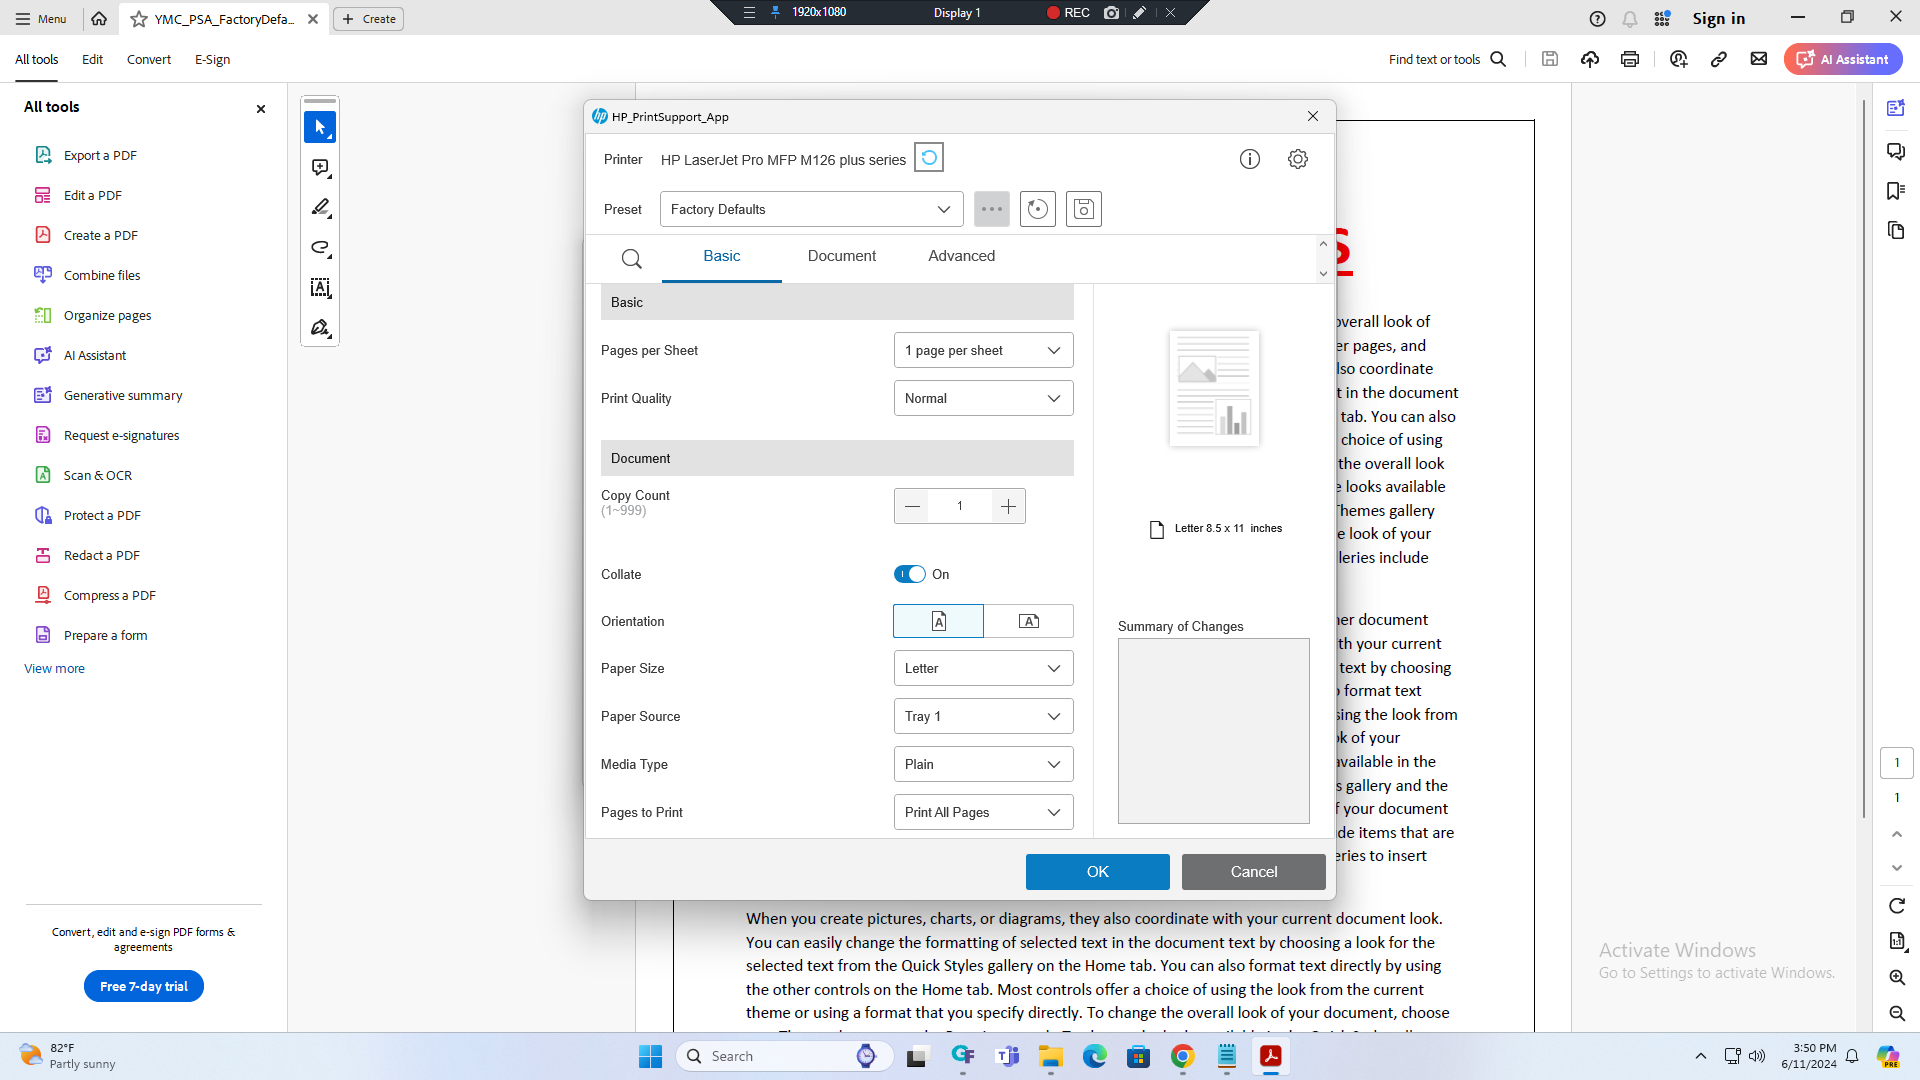 Menu
YMC_PSA_FactoryDefa...
Create
1920x1080
Display 1
REC
Sign in
All tools
Edit
Convert
E-Sign
Find text or tools
AI Assistant
All tools
Export a PDF
Edit a PDF
Create a PDF
Combine files
Organize pages
AI Assistant
Generative summary
Request e-signatures
Scan & OCR
Protect a PDF
Redact a PDF
Compress a PDF
Prepare a form
View more
Convert, edit and e-sign PDF forms &
agreements
Free 7-day trial
HP_PrintSupport_App
Printer
HP LaserJet Pro MFP M126 plus series
Preset
Factory Defaults
Basic
Document
Advanced
Basic
Pages per Sheet
1 page per sheet
Print Quality
Normal
Document
Copy Count
(1~999)
1
Collate
On
Orientation
Paper Size
Letter
Paper Source
Tray 1
Media Type
Plain
Pages to Print
Print All Pages
Letter 8.5 x 11 inches
Summary of Changes
OK
Cancel
S
overall look of
er pages, and
lso coordinate
t in the document
tab. You can also
choice of using
the overall look
e looks available
Themes gallery
e look of your
lleries include
ner document
th your current
text by choosing
o format text
sing the look from
ok of your
available in the
s gallery and the
f your document
de items that are
eries to insert
When you create pictures, charts, or diagrams, they also coordinate with your current document look.
You can easily change the formatting of selected text in the document text by choosing a look for the
selected text from the Quick Styles gallery on the Home tab. You can also format text directly by using
the other controls on the Home tab. Most controls offer a choice of using the look from the current
theme or using a format that you specify directly. To change the overall look of your document, choose
1
1
Activate Windows
Go to Settings to activate Windows.
82°F
Partly sunny
Search
3:50 PM
6/11/2024
PRE